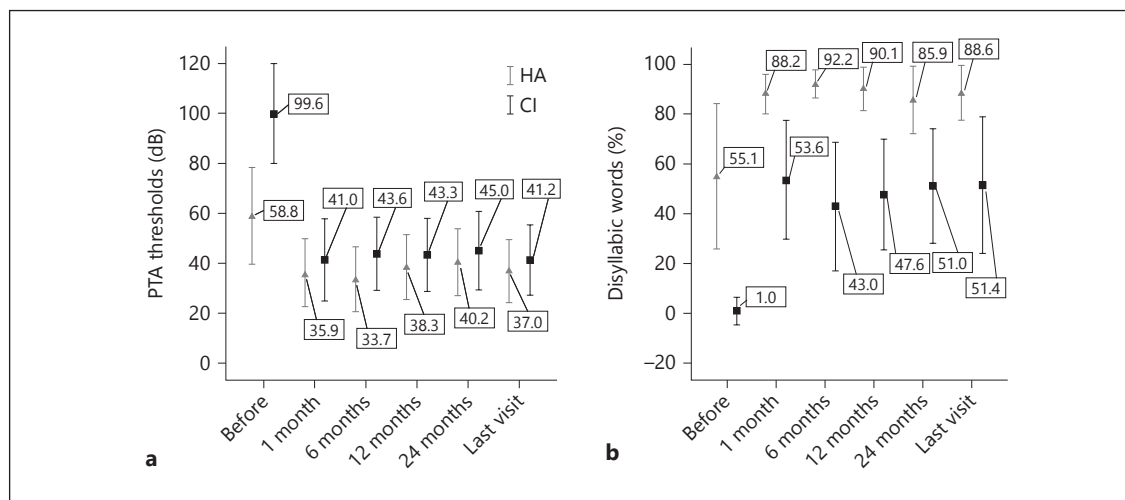 PTA thresholds (dB)
120
100
80
60
40
20
0
HA
CI
99.6
58.8
41.0
43.6
43.3
45.0
41.2
35.9
33.7
38.3
40.2
37.0
Before
1 month
6 months
12 months
24 months
Last visit
a
Disyllabic words (%)
100
80
60
40
20
0
–20
88.2
92.2
90.1
85.9
88.6
55.1
53.6
1.0
43.0
47.6
51.0
51.4
Before
1 month
6 months
12 months
24 months
Last visit
b